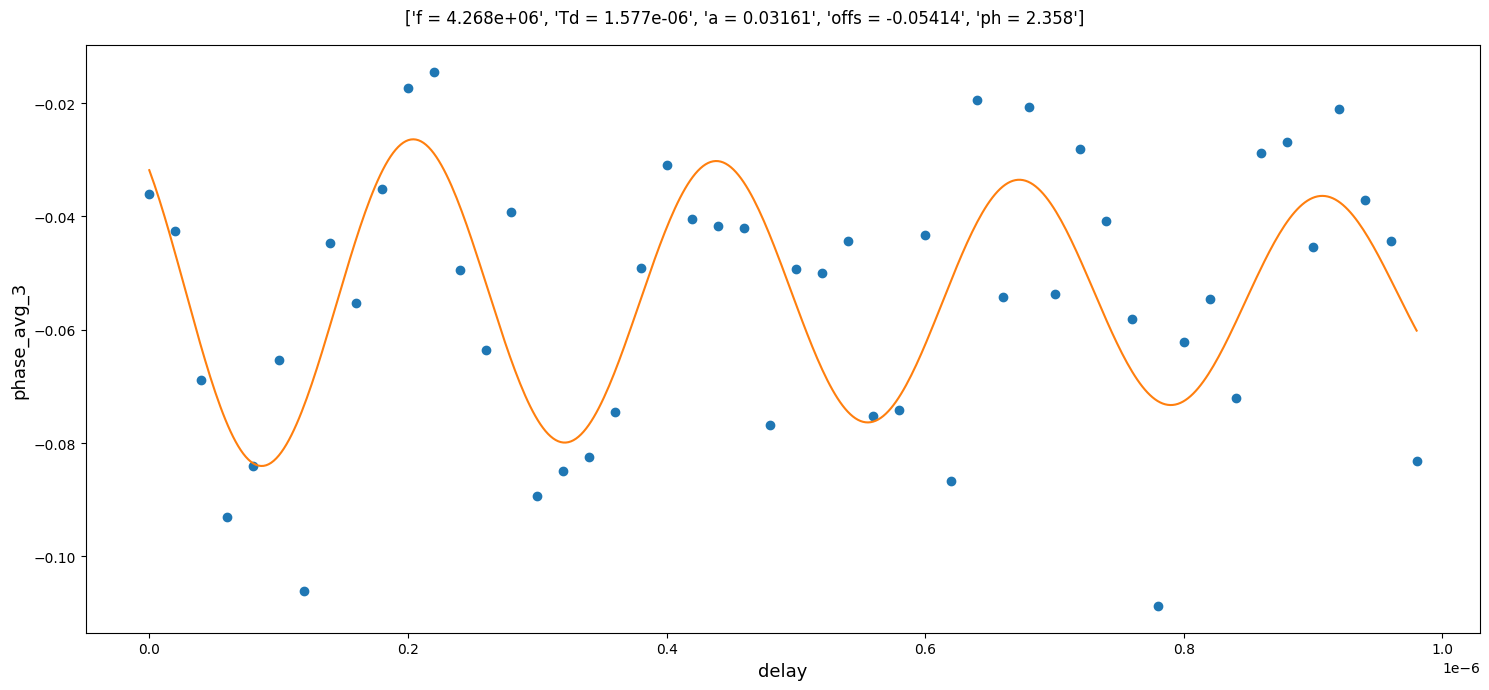 ['f = 4.268e+06', 'Td = 1.577e-06', 'a = 0.03161', 'offs = -0.05414', 'ph = 2.358']
−0.02
−0.04
−0.06
−0.08
−0.10
phase_avg_3
0.0 0.2 0.4 0.6 0.8 1.0
1e−6
delay